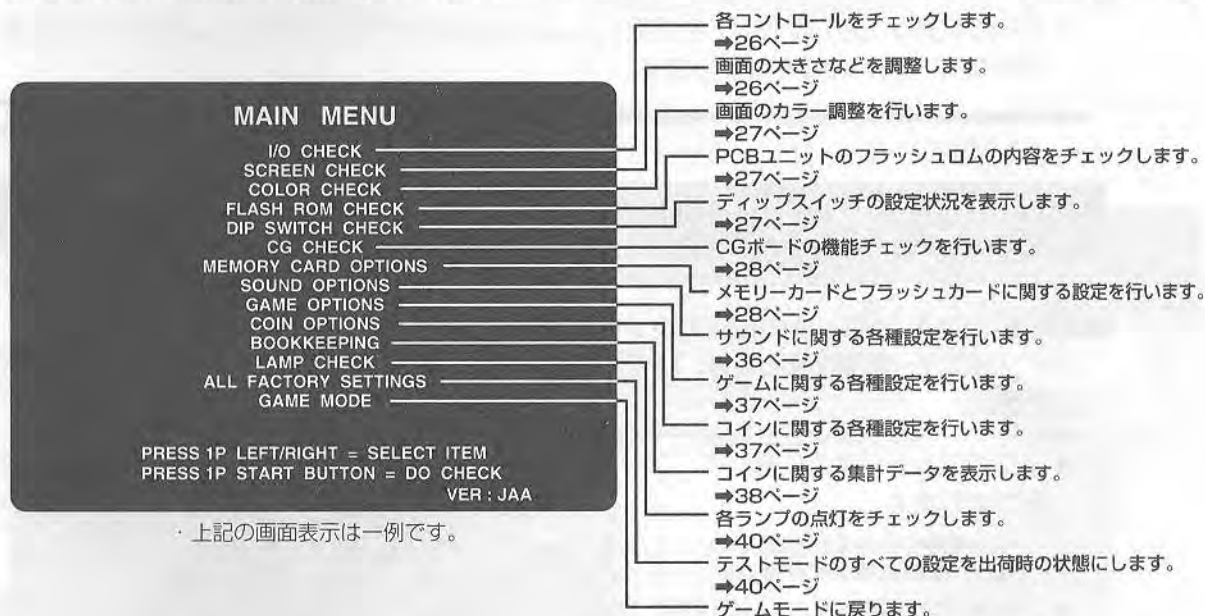 MAIN MENU
I/O CHECK
SCREEN CHECK
COLOR CHECK
FLASH ROM CHECK
DIP SWITCH CHECK
CG CHECK
MEMORY CARD OPTIONS
SOUND OPTIONS
GAME OPTIONS
COIN OPTIONS
BOOKKEEPING
LAMP CHECK
ALL FACTORY SETTINGS
GAME MODE
PRESS 1P LEFT/RIGHT = SELECT ITEM
PRESS 1P START BUTTON = DO CHECK
VER : JAA
・上記の画面表示は一例です。
各コントロールをチェックします。
➡26ページ
画面の大きさなどを調整します。
➡26ページ
画面のカラー調整を行います。
➡27ページ
PCBユニットのフラッシュロムの内容をチェックします。
➡27ページ
ディップスイッチの設定状況を表示します。
➡27ページ
CGボードの機能チェックを行います。
➡28ページ
メモリーカードとフラッシュカードに関する設定を行います。
➡28ページ
サウンドに関する各種設定を行います。
➡36ページ
ゲームに関する各種設定を行います。
➡37ページ
コインに関する各種設定を行います。
➡37ページ
コインに関する集計データを表示します。
➡38ページ
各ランプの点灯をチェックします。
➡40ページ
テストモードのすべての設定を出荷時の状態にします。
➡40ページ
ゲームモードに戻ります。